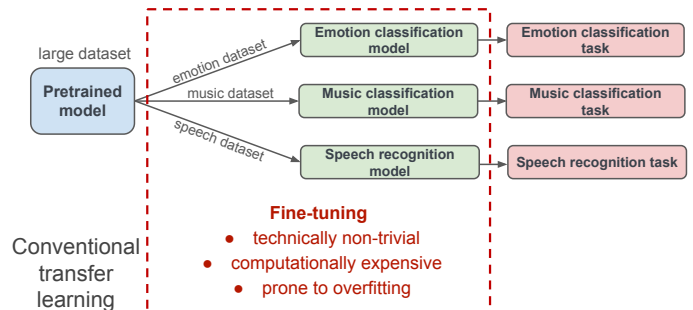 large dataset
Pretrained
model
emotion dataset
music dataset
speech dataset
Emotion classification
model
Music classification
model
Speech recognition
model
Emotion classification
task
Music classification
task
Speech recognition task
Fine-tuning
● technically non-trivial
● computationally expensive
● prone to overfitting
Conventional
transfer
learning